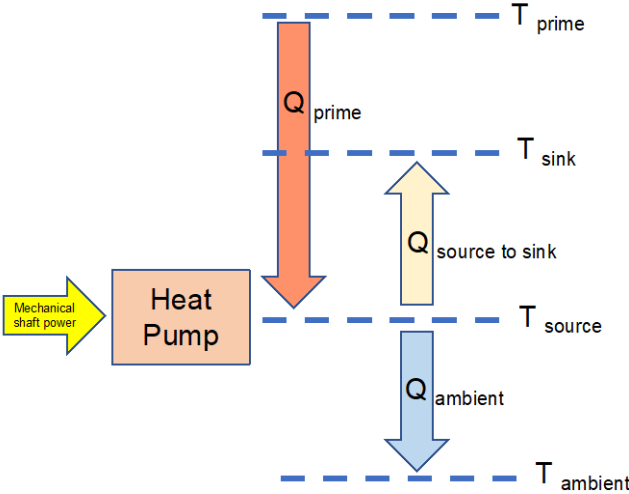 T prime
Q prime
T sink
Q source to sink
Mechanical
shaft power
Heat
Pump
T source
Q ambient
T ambient